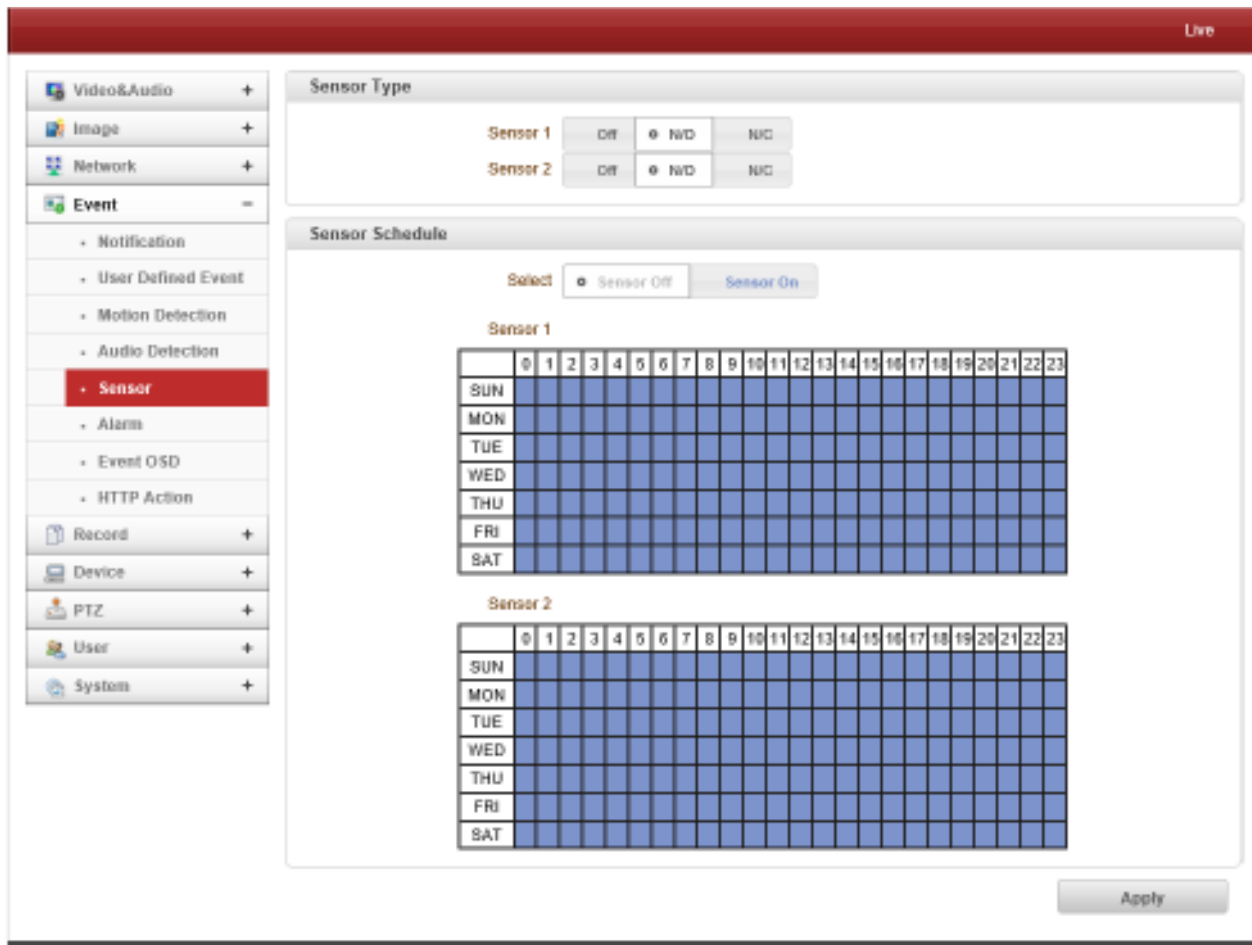 Live
Video&Audio +
Image +
Network +
Event −
Notification
User Defined Event
Motion Detection
Audio Detection
Sensor
Alarm
Event OSD
HTTP Action
Record +
Device +
PTZ +
User +
System +
Sensor Type
Sensor 1 Off N/O N/C
Sensor 2 Off N/O N/C
Sensor Schedule
Select Sensor Off Sensor On
Sensor 1
0 1 2 3 4 5 6 7 8 9 10 11 12 13 14 15 16 17 18 19 20 21 22 23
SUN
MON
TUE
WED
THU
FRI
SAT
Sensor 2
0 1 2 3 4 5 6 7 8 9 10 11 12 13 14 15 16 17 18 19 20 21 22 23
SUN
MON
TUE
WED
THU
FRI
SAT
Apply